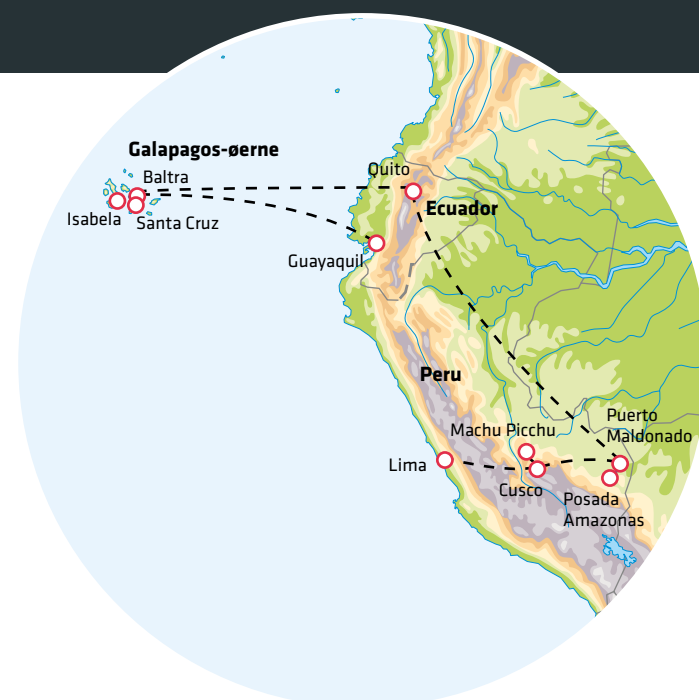 Galapagos-øerne
Baltra
Isabela
Santa Cruz
Quito
Ecuador
Guayaquil
Peru
Machu Picchu
Lima
Cusco
Puerto
Maldonado
Posada
Amazonas